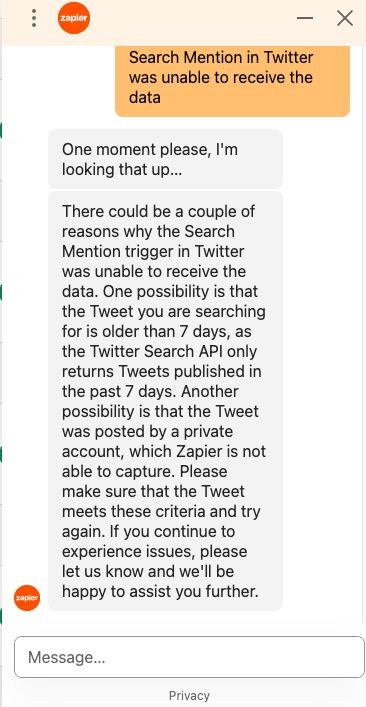 zapier
Search Mention in Twitter
was unable to receive the
data
One moment please, I'm
looking that up...
There could be a couple of
reasons why the Search
Mention trigger in Twitter
was unable to receive the
data. One possibility is that
the Tweet you are searching
for is older than 7 days, as
the Twitter Search API only
returns Tweets published in
the past 7 days. Another
possibility is that the Tweet
was posted by a private
account, which Zapier is not
able to capture. Please
make sure that the Tweet
meets these criteria and try
again. If you continue to
experience issues, please
let us know and we'll be
happy to assist you further.
zapier
Message...
Privacy